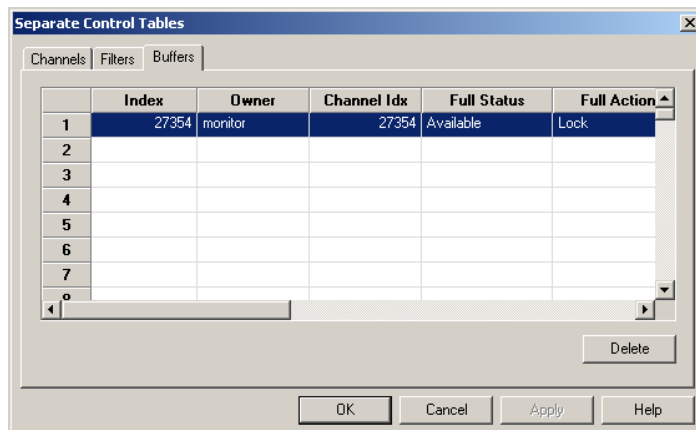 Separate Control Tables
Channels Filters Buffers
Index Owner Channel Idx Full Status Full Action
1 27354 monitor 27354 Available Lock
2
3
4
5
6
7
8
Delete
OK Cancel Apply Help